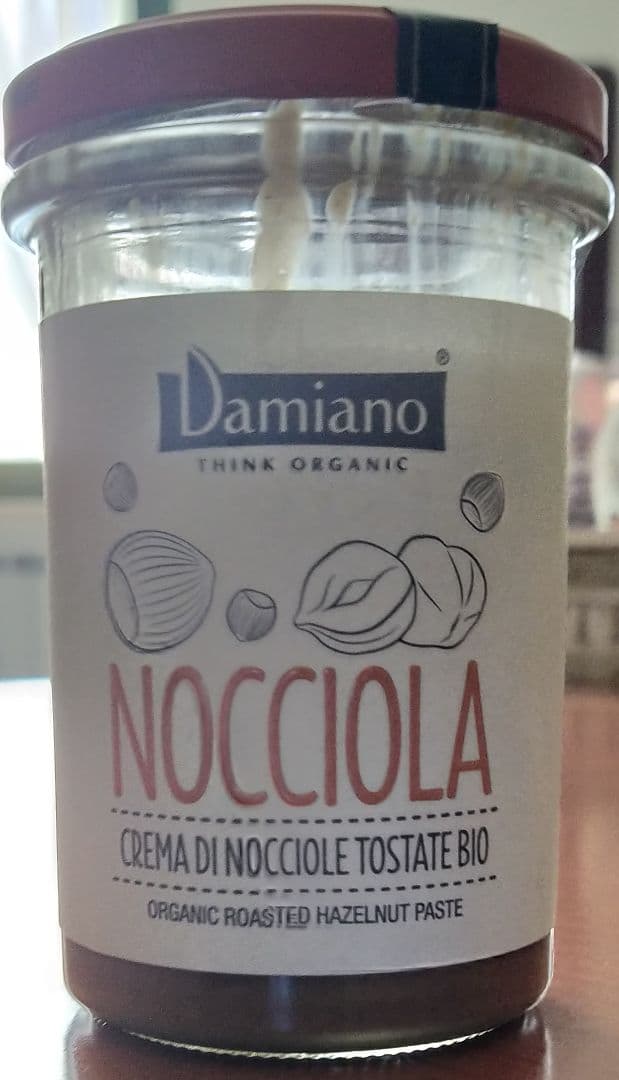 Damiano®
THINK ORGANIC
NOCCIOLA
CREMA DI NOCCIOLE TOSTATE BIO
ORGANIC ROASTED HAZELNUT PASTE